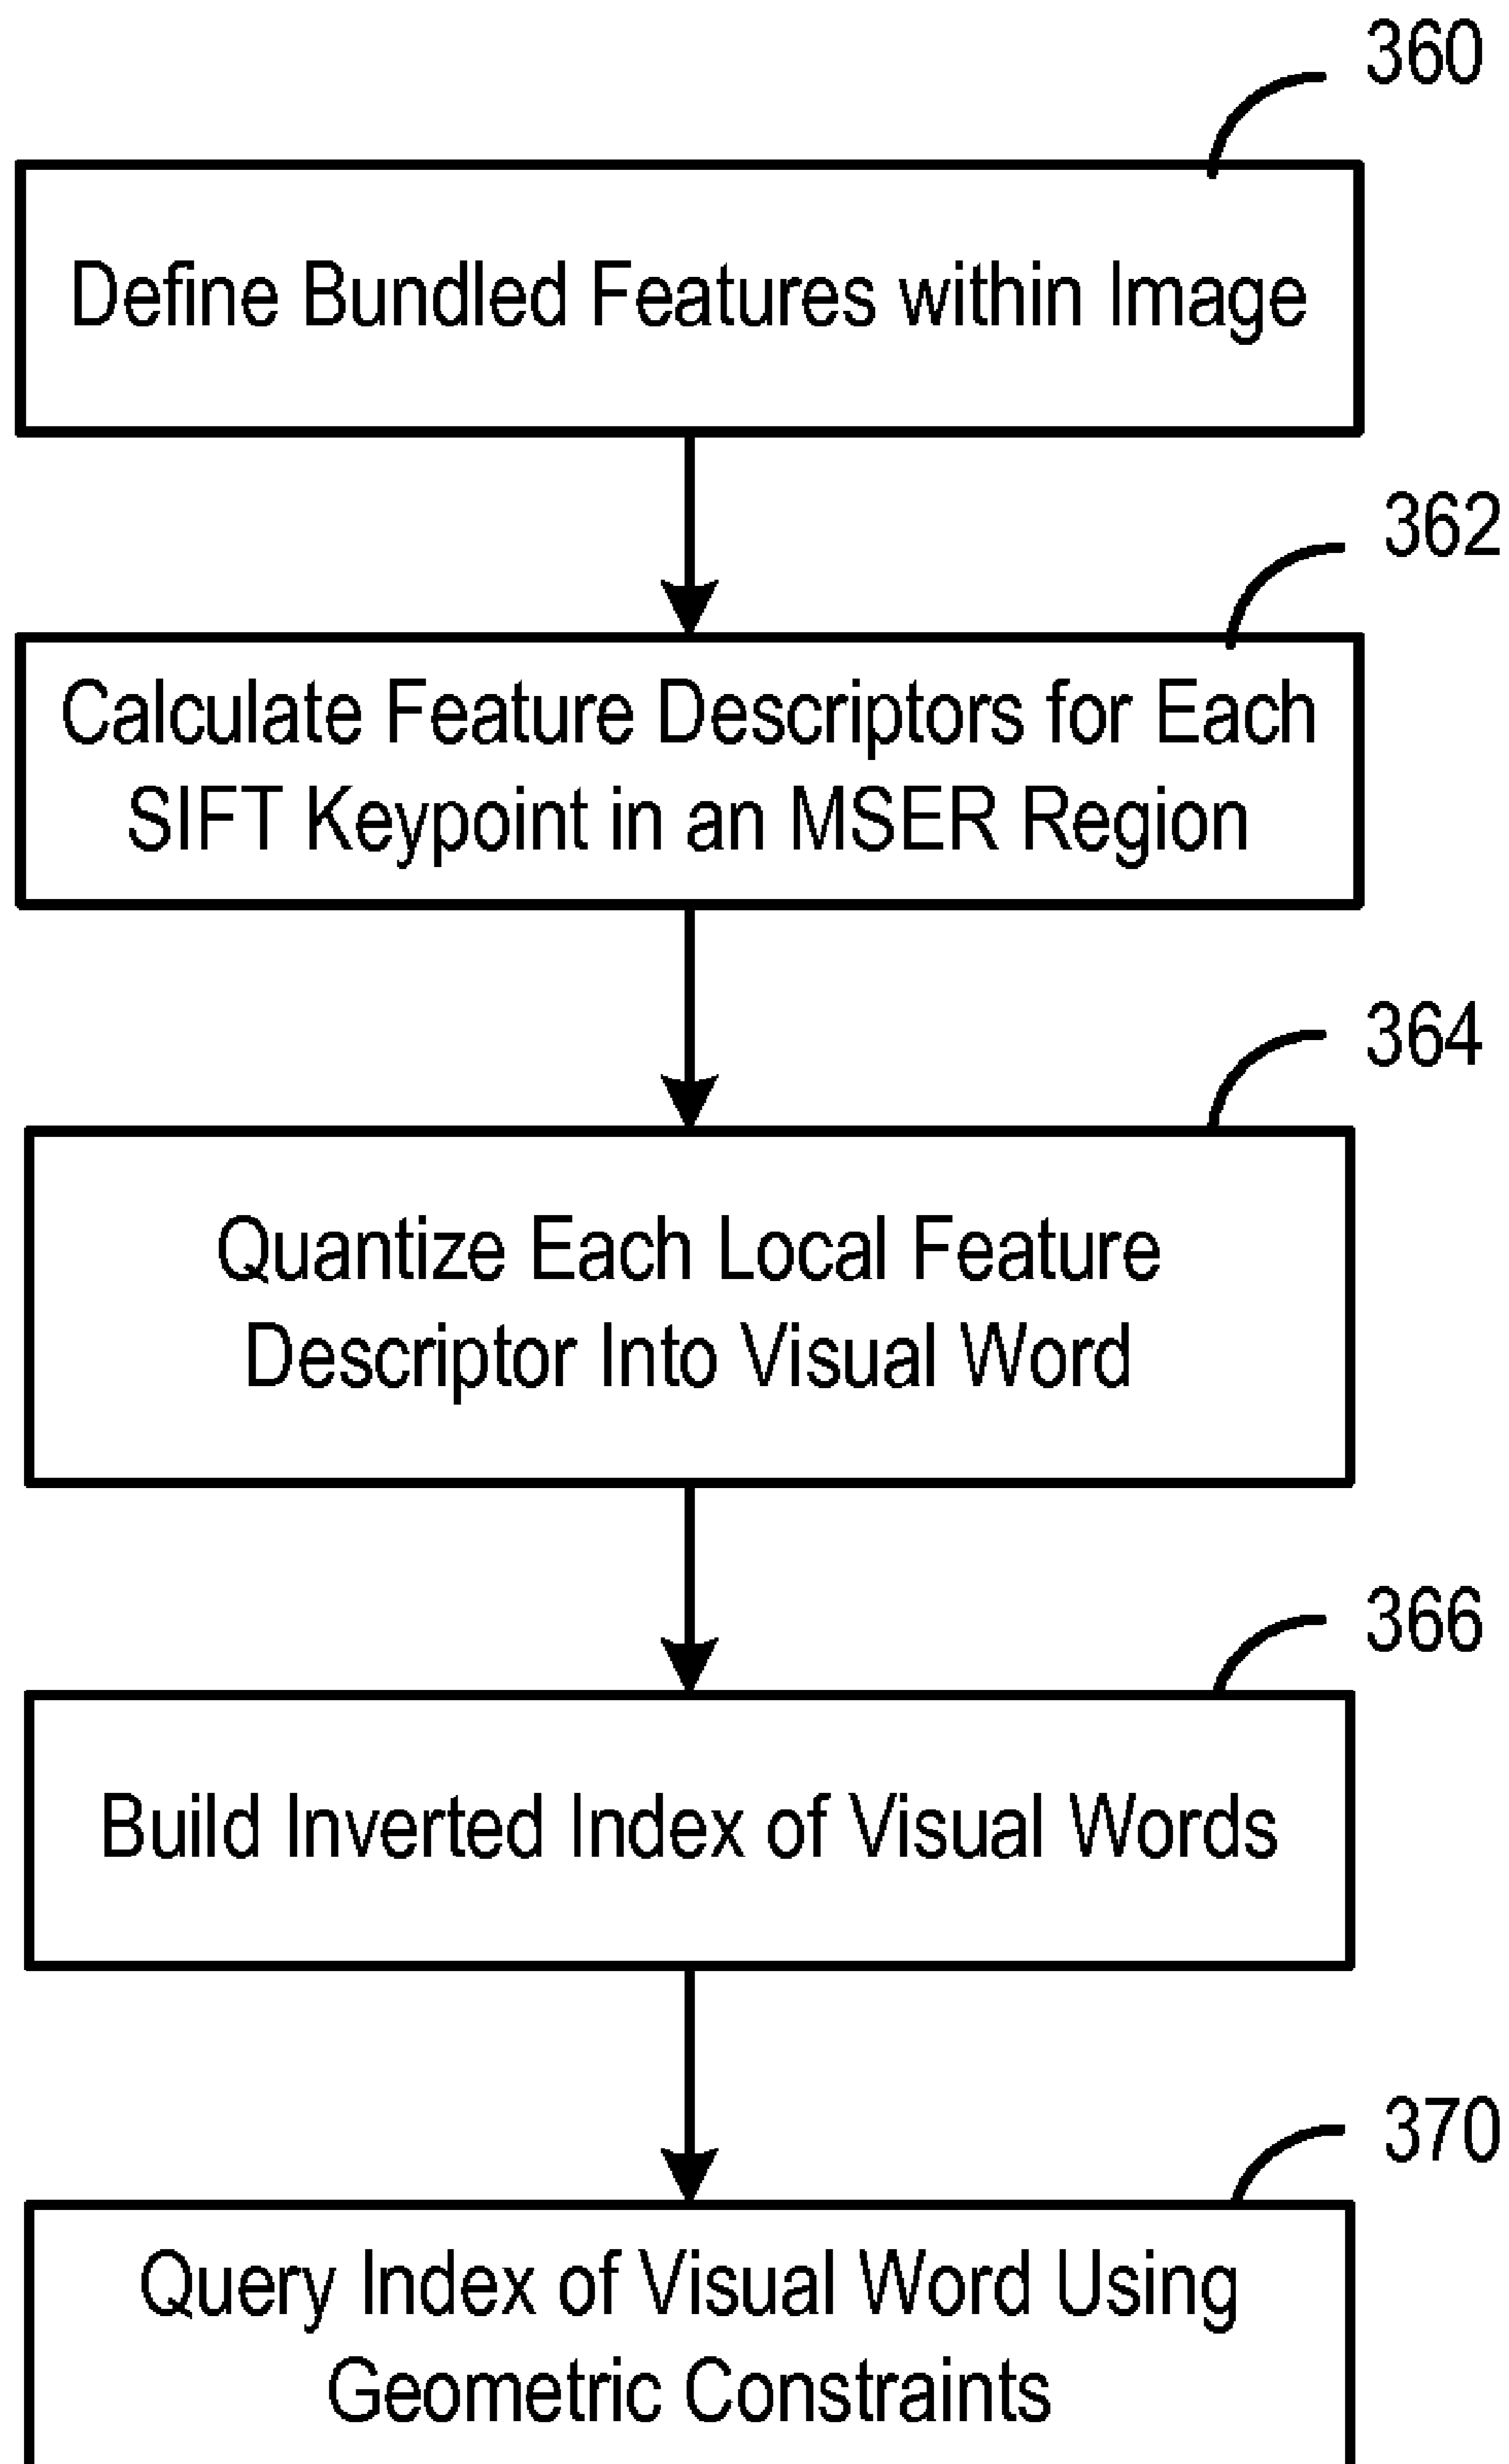 360
Define Bundled Features within Image
362
Calculate Feature Descriptors for Each
SIFT Keypoint in an MSER Region
364
Quantize Each Local Feature
Descriptor Into Visual Word
366
Build Inverted Index of Visual Words
370
Query Index of Visual Word Using
Geometric Constraints